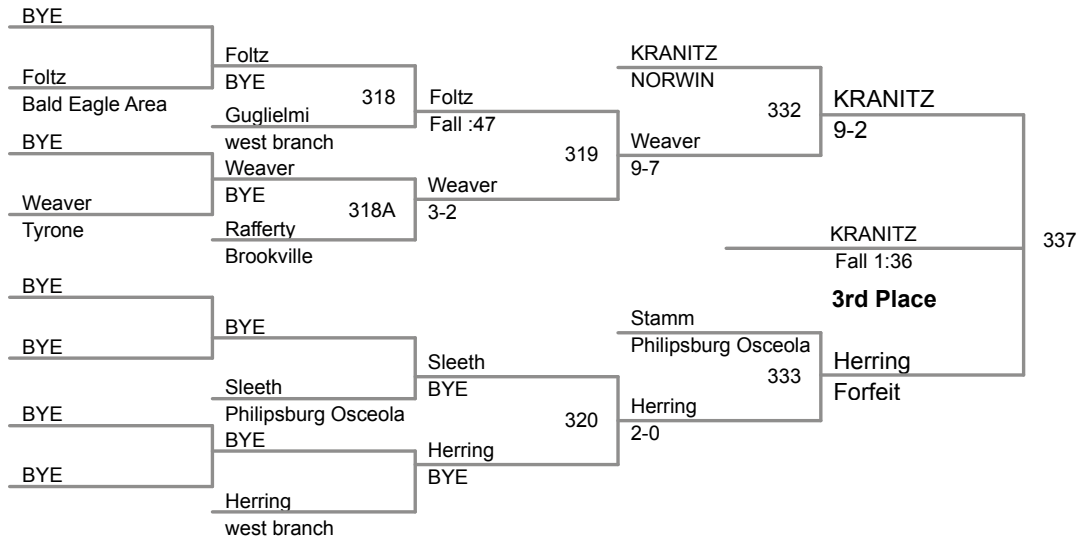 BYE
Foltz
Bald Eagle Area
BYE
Weaver
Tyrone
BYE
BYE
BYE
BYE
Foltz
BYE
318
Guglielmi
west branch
Weaver
BYE
318A
Rafferty
Brookville
BYE
Sleeth
Philipsburg Osceola
BYE
Herring
west branch
Foltz
Fall :47
319
Weaver
3-2
Sleeth
BYE
320
Herring
BYE
KRANITZ
NORWIN
332
Weaver
9-7
Stamm
Philipsburg Osceola
333
Herring
2-0
KRANITZ
9-2
KRANITZ
Fall 1:36
3rd Place
337
Herring
Forfeit